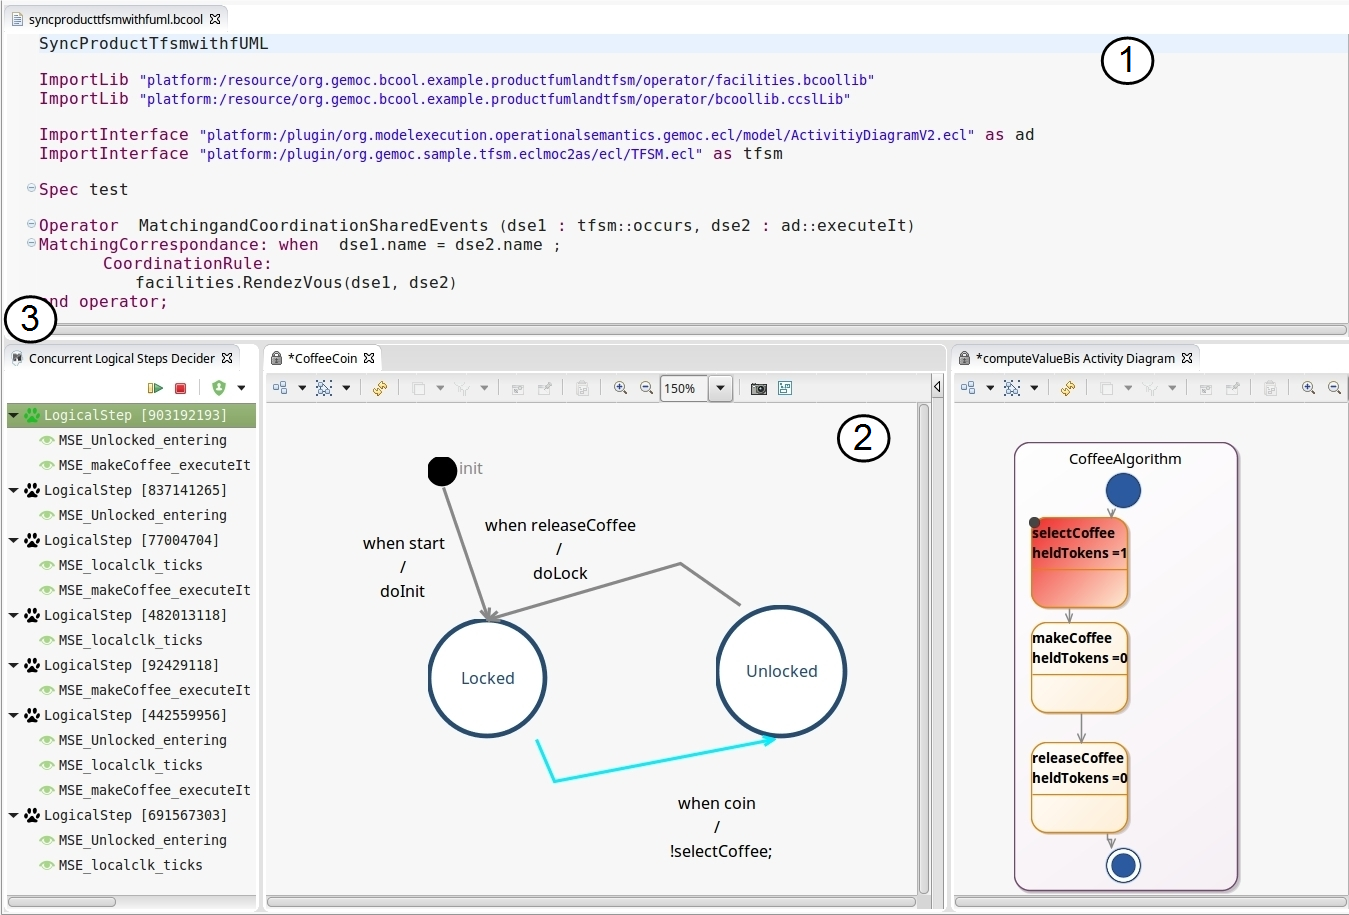 syncproducttfsmwithfuml.bcool
1
SyncProductTfsmwithfUML
ImportLib "platform:/resource/org.gemoc.bcool.example.productfumlandtfsm/operator/facilities.bcoollib"
ImportLib "platform:/resource/org.gemoc.bcool.example.productfumlandtfsm/operator/bcoollib.ccslLib"
ImportInterface "platform:/plugin/org.modelexecution.operationalsemantics.gemoc.ecl/model/ActivitiyDiagramV2.ecl" as ad
ImportInterface "platform:/plugin/org.gemoc.sample.tfsm.eclmoc2as/ecl/TFSM.ecl" as tfsm
Spec test
Operator MatchingandCoordinationSharedEvents (dse1 : tfsm::occurs, dse2 : ad::executeIt)
MatchingCorrespondance: when dse1.name = dse2.name ;
CoordinationRule:
facilities.RendezVous(dse1, dse2)
nd operator;
3
Concurrent Logical Steps Decider
LogicalStep [903192193]
MSE_Unlocked_entering
MSE_makeCoffee_executeIt
LogicalStep [837141265]
MSE_Unlocked_entering
LogicalStep [77004704]
MSE_localclk_ticks
MSE_makeCoffee_executeIt
LogicalStep [482013118]
MSE_localclk_ticks
LogicalStep [92429118]
MSE_makeCoffee_executeIt
LogicalStep [442559956]
MSE_Unlocked_entering
MSE_localclk_ticks
MSE_makeCoffee_executeIt
LogicalStep [691567303]
MSE_Unlocked_entering
MSE_localclk_ticks
*CoffeeCoin
150%
2
init
when start
/
doInit
when releaseCoffee
/
doLock
Locked
Unlocked
when coin
/
!selectCoffee;
*computeValueBis Activity Diagram
CoffeeAlgorithm
selectCoffee
heldTokens =1
makeCoffee
heldTokens =0
releaseCoffee
heldTokens =0